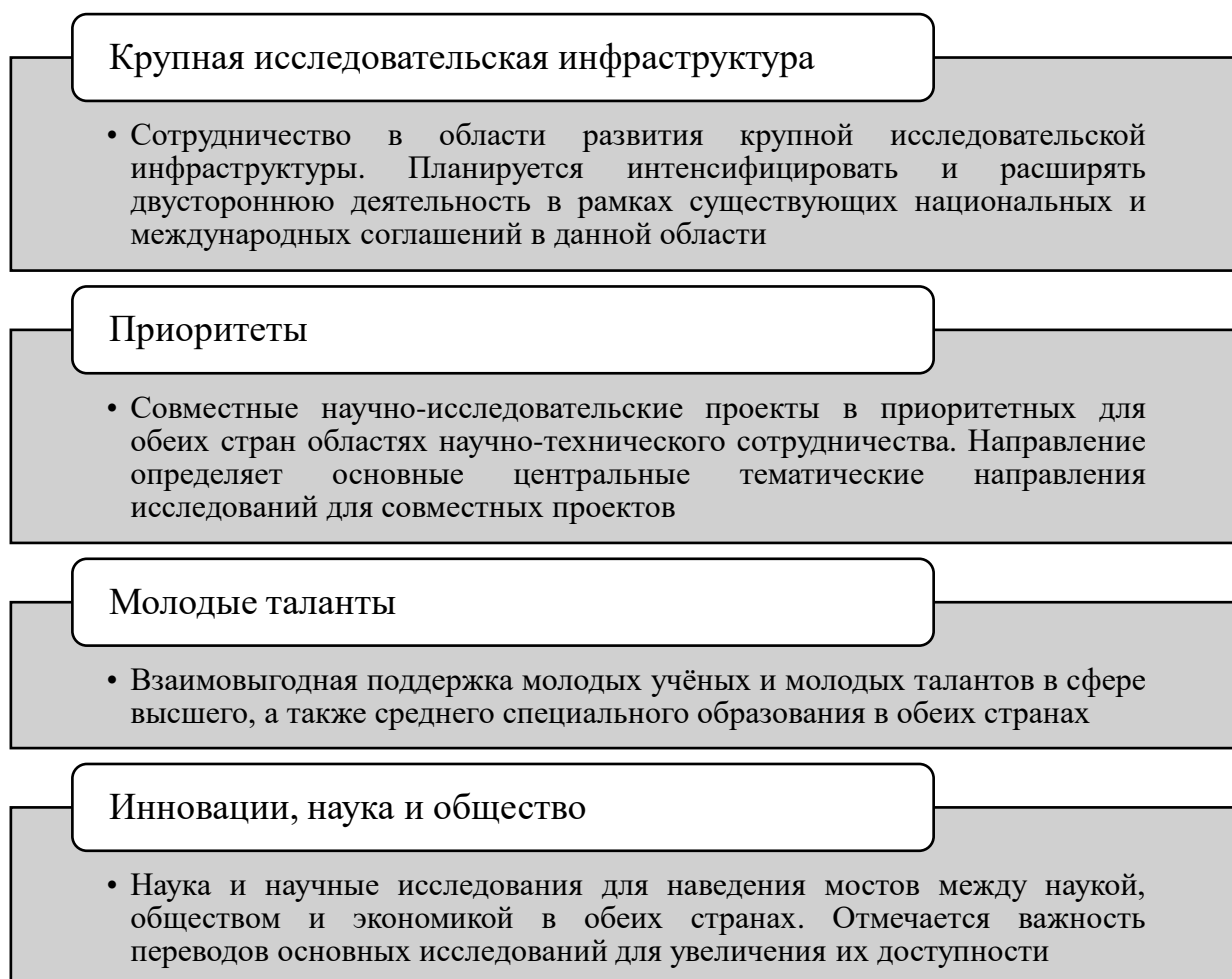 Крупная исследовательская инфраструктура
• Сотрудничество в области развития крупной исследовательской
инфраструктуры. Планируется интенсифицировать и расширять
двустороннюю деятельность в рамках существующих национальных и
международных соглашений в данной области
Приоритеты
• Совместные научно-исследовательские проекты в приоритетных для
обеих стран областях научно-технического сотрудничества. Направление
определяет основные центральные тематические направления
исследований для совместных проектов
Молодые таланты
• Взаимовыгодная поддержка молодых учёных и молодых талантов в сфере
высшего, а также среднего специального образования в обеих странах
Инновации, наука и общество
• Наука и научные исследования для наведения мостов между наукой,
обществом и экономикой в обеих странах. Отмечается важность
переводов основных исследований для увеличения их доступности